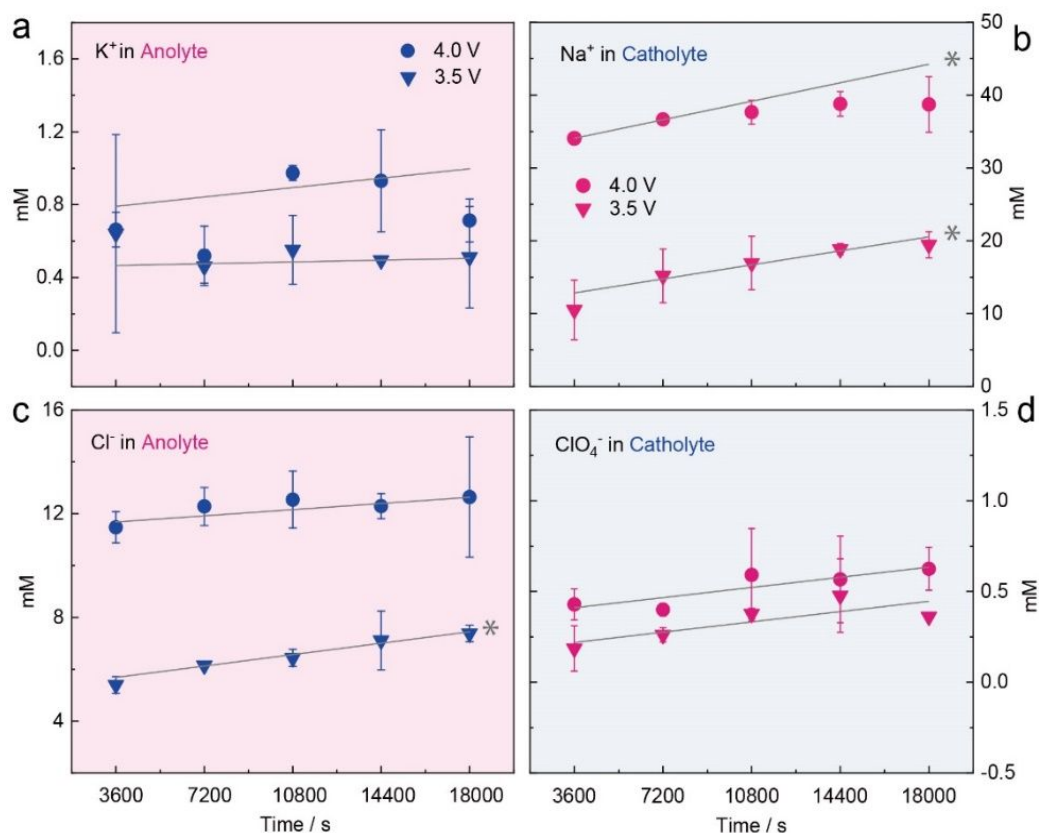 a
K⁺ in Anolyte
4.0 V
3.5 V
1.6
1.2
0.8
0.4
0.0
mM
b
Na⁺ in Catholyte
4.0 V
3.5 V
*
*
50
40
30
20
10
0
mM
c
Cl⁻ in Anolyte
*
16
12
8
4
mM
3600 7200 10800 14400 18000
Time / s
d
ClO₄⁻ in Catholyte
1.5
1.0
0.5
0.0
-0.5
mM
3600 7200 10800 14400 18000
Time / s